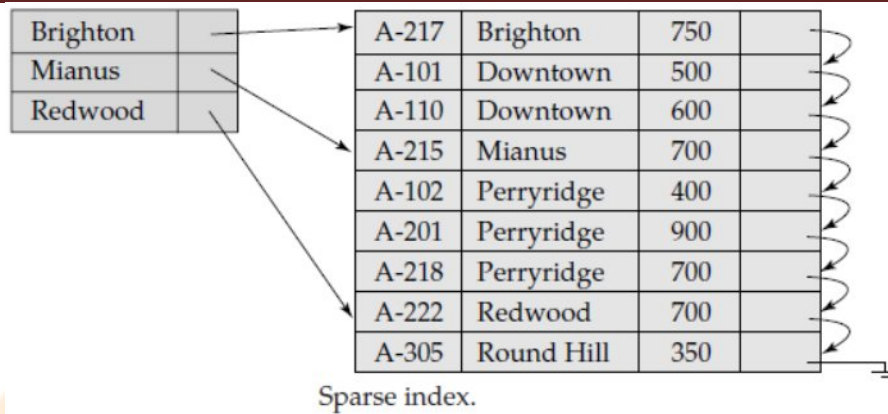 Brighton
Mianus
Redwood
A-217 Brighton 750
A-101 Downtown 500
A-110 Downtown 600
A-215 Mianus 700
A-102 Perryridge 400
A-201 Perryridge 900
A-218 Perryridge 700
A-222 Redwood 700
A-305 Round Hill 350
Sparse index.